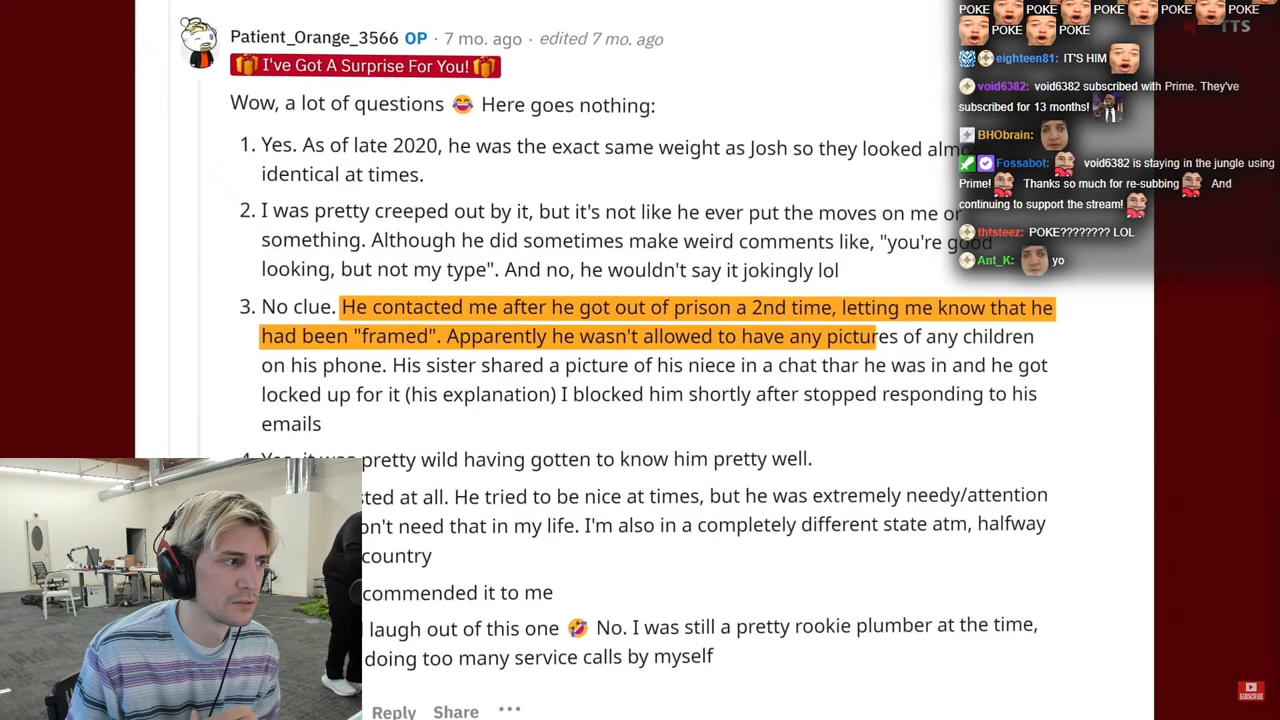 Patient_Orange_3566 OP · 7 mo. ago · edited 7 mo. ago
I've Got A Surprise For You!
Wow, a lot of questions 😂 Here goes nothing:
1. Yes. As of late 2020, he was the exact same weight as Josh so they looked almo
identical at times.
2. I was pretty creeped out by it, but it's not like he ever put the moves on me or
something. Although he did sometimes make weird comments like, "you're good
looking, but not my type". And no, he wouldn't say it jokingly lol
3. No clue. He contacted me after he got out of prison a 2nd time, letting me know that he
had been "framed". Apparently he wasn't allowed to have any pictures of any children
on his phone. His sister shared a picture of his niece in a chat thar he was in and he got
locked up for it (his explanation) I blocked him shortly after stopped responding to his
emails
4. Yes, it was pretty wild having gotten to know him pretty well.
sted at all. He tried to be nice at times, but he was extremely needy/attention
on't need that in my life. I'm also in a completely different state atm, halfway
country
commended it to me
laugh out of this one 🤣 No. I was still a pretty rookie plumber at the time,
doing too many service calls by myself
Reply Share •••
POKE POKE POKE POKE POKE
POKE POKE
TTS
eighteen81: IT'S HIM
void6382: void6382 subscribed with Prime. They've
subscribed for 13 months!
BHObrain:
Fossabot: void6382 is staying in the jungle using
Prime! Thanks so much for re-subbing And
continuing to support the stream!
thfsteez: POKE???????? LOL
Ant_K: yo
SUBSCRIBE